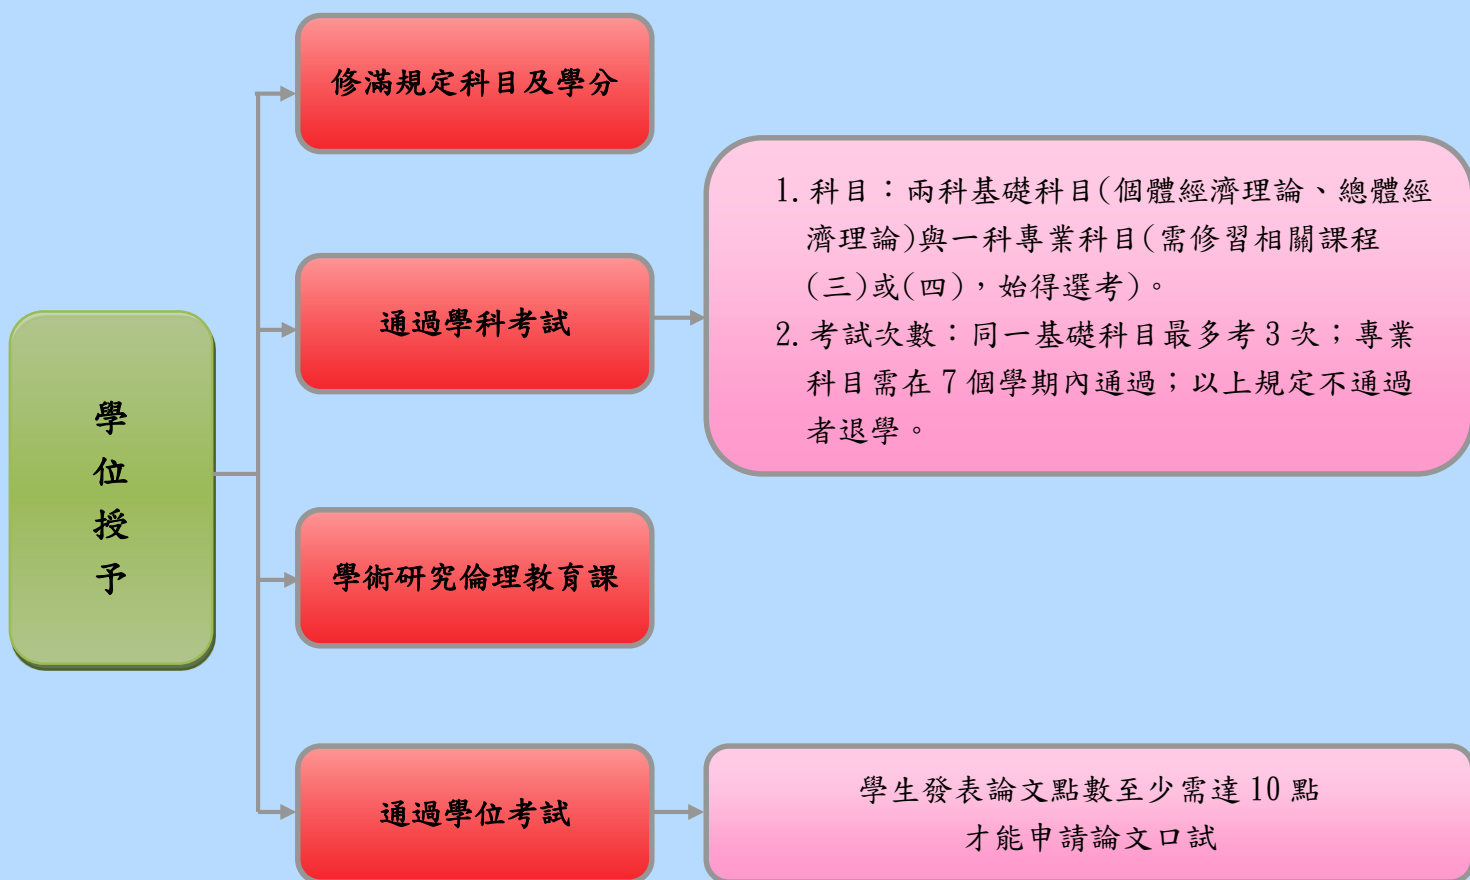 修滿規定科目及學分
1. 科目：兩科基礎科目(個體經濟理論、總體經
濟理論)與一科專業科目(需修習相關課程
(三)或(四)，始得選考)。
2. 考試次數：同一基礎科目最多考 3 次；專業
科目需在 7 個學期內通過；以上規定不通過
者退學。
通過學科考試
學
位
授
予
學術研究倫理教育課
通過學位考試
學生發表論文點數至少需達 10 點
才能申請論文口試